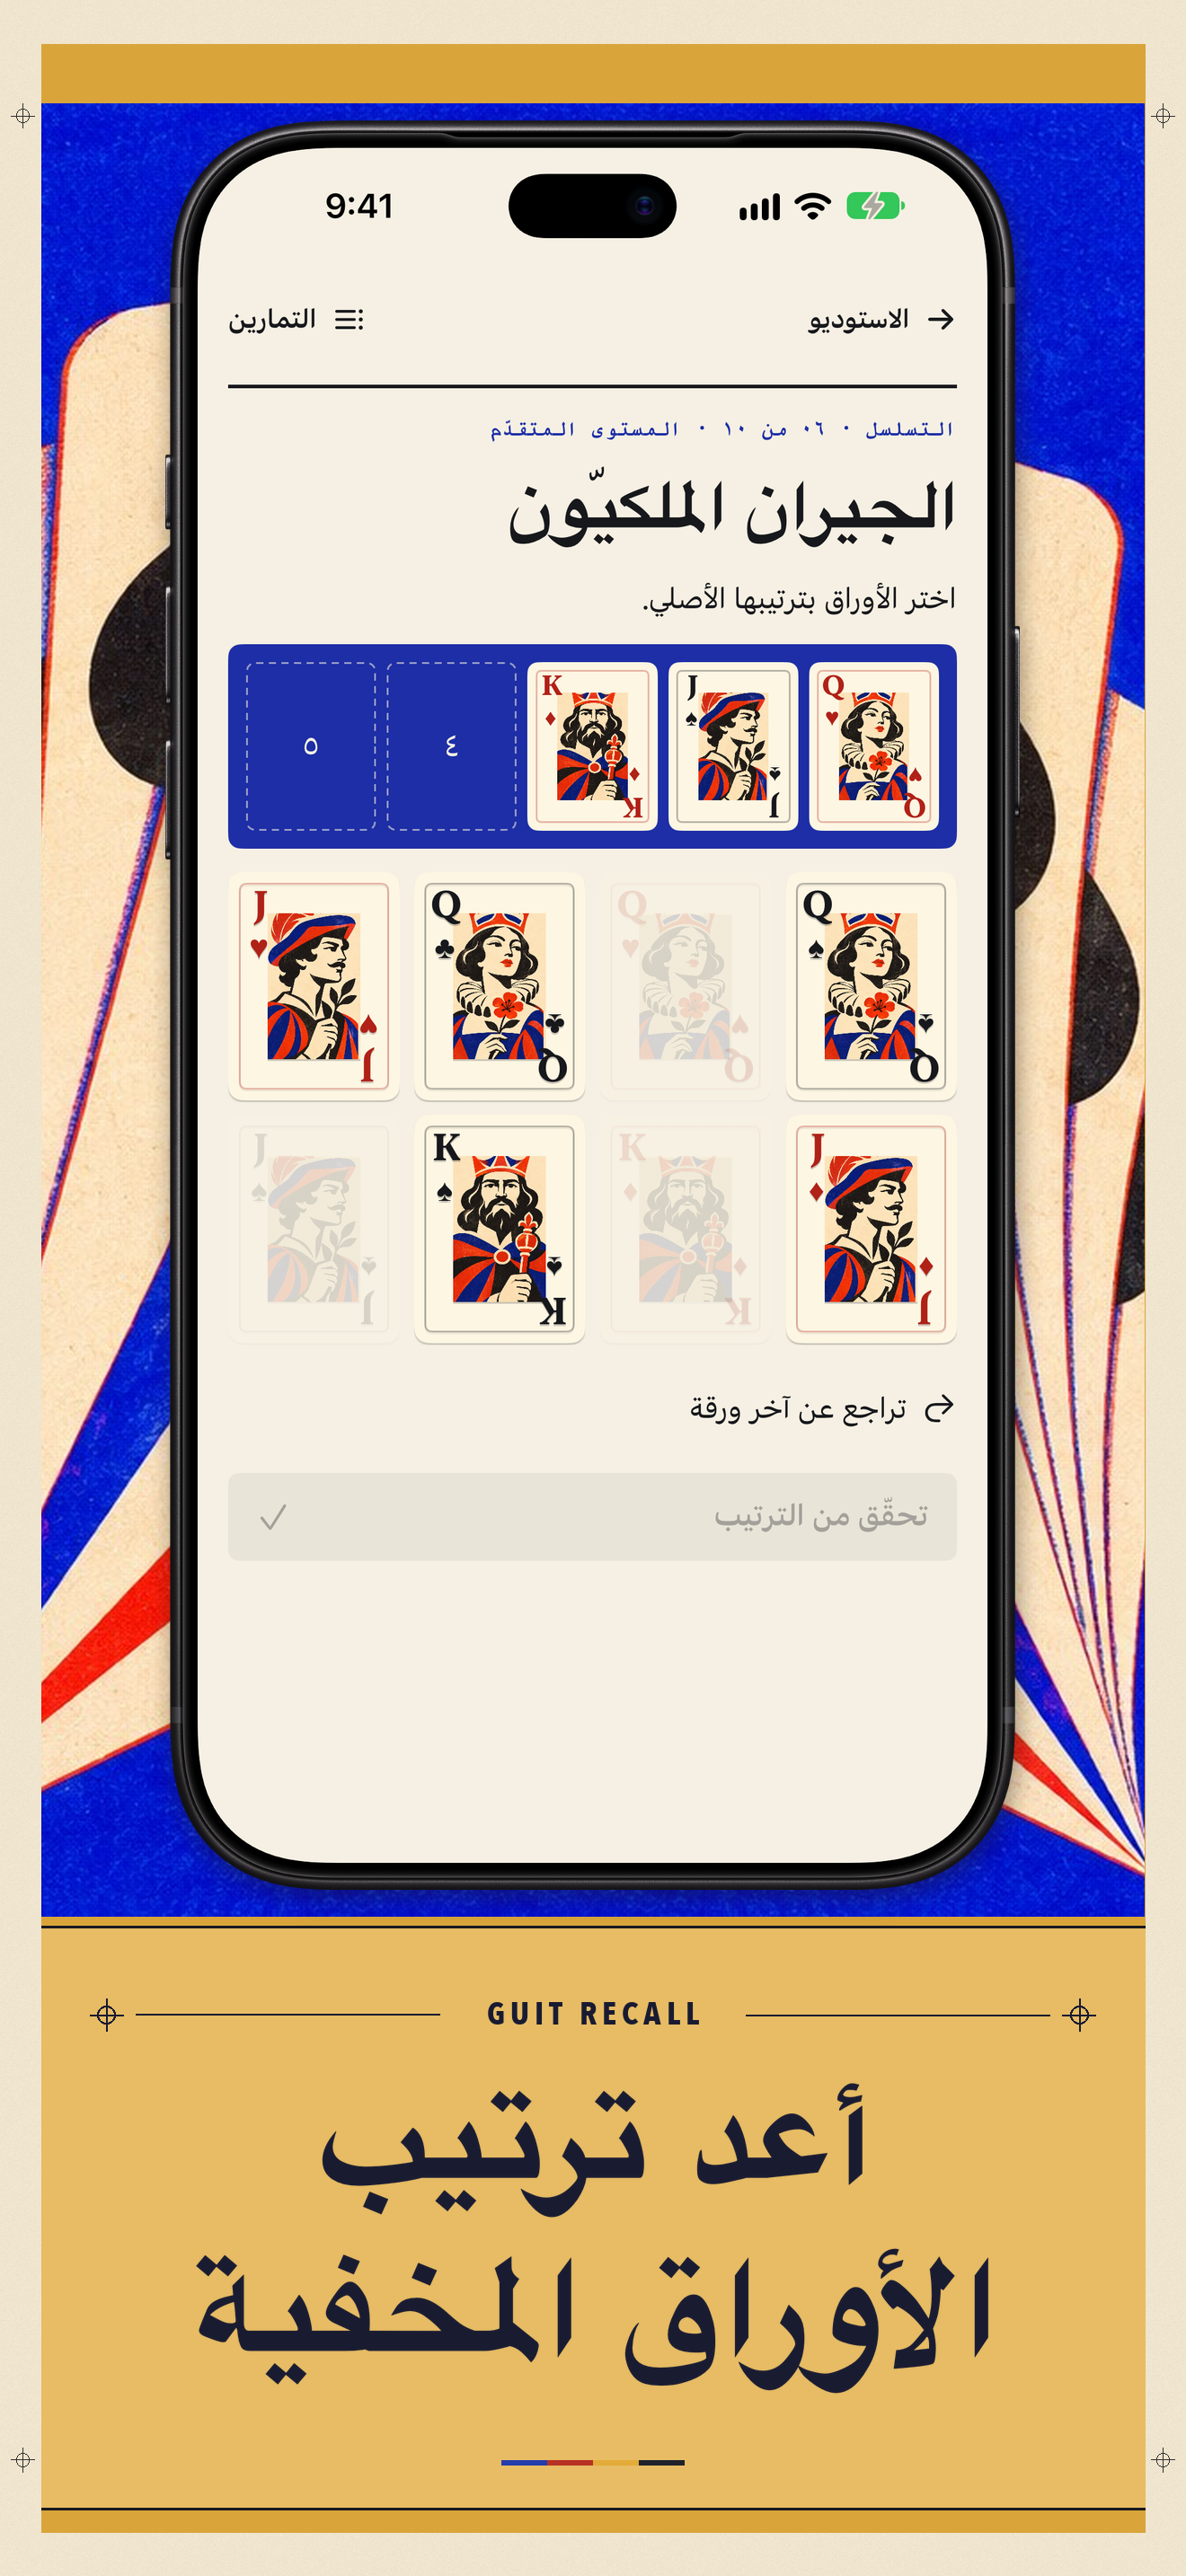 9:41
الاستوديو
التمارين
التسلسل · ٠٦ من ١٠ · المستوى المتقدّم
الجيران الملكيّون
اختر الأوراق بترتيبها الأصلي.
Q Q J J K K ٤ ٥
Q Q Q Q Q Q J J
J J K K K K J J
تراجع عن آخر ورقة
تحقّق من الترتيب
GUIT RECALL
أعد ترتيب
الأوراق المخفية